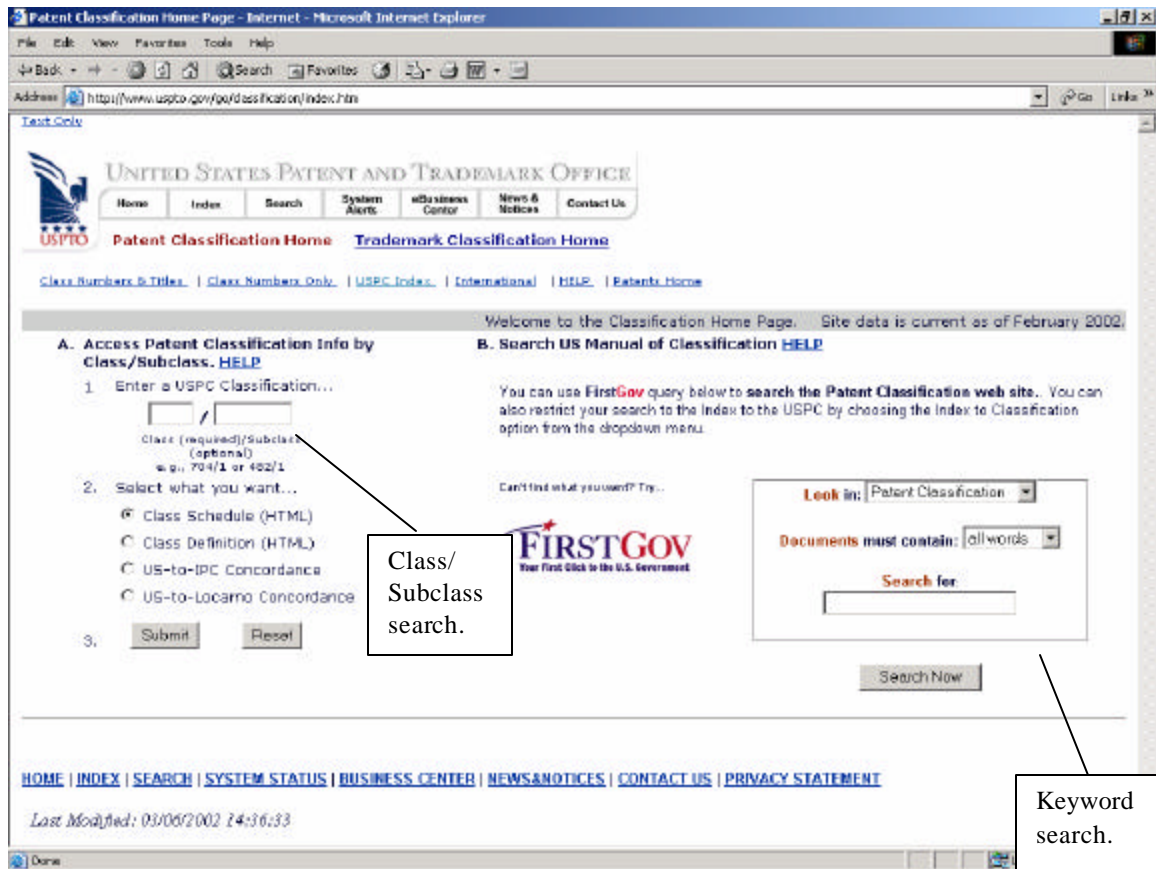 Patent Classification Home Page - Internet - Microsoft Internet Explorer
File Edit View Favorites Tools Help
Back Search Favorites
Address http://www.uspto.gov/go/classification/index.htm Go Links »
Text Only
UNITED STATES PATENT AND TRADEMARK OFFICE
Home Index Search System Alerts eBusiness Center News & Notices Contact Us
USPTO Patent Classification Home Trademark Classification Home
Class Numbers & Titles | Class Numbers Only | USPC Index | International | HELP | Patents Home
Welcome to the Classification Home Page. Site data is current as of February 2002.
A. Access Patent Classification Info by
Class/Subclass. HELP
1 Enter a USPC Classification...
/
Class (required)/Subclass
(optional)
e.g., 704/1 or 482/1
2. Select what you want...
Class Schedule (HTML)
Class Definition (HTML)
US-to-IPC Concordance
US-to-Locarno Concordance
3. Submit Reset
Class/
Subclass
search.
B. Search US Manual of Classification HELP
You can use FirstGov query below to search the Patent Classification web site.. You can
also restrict your search to the Index to the USPC by choosing the Index to Classification
option from the dropdown menu.
Can't find what you want? Try...
FIRSTGOV
Your First Click to the U.S. Government
Look in: Patent Classification
Documents must contain: all words
Search for:
Search Now
Keyword
search.
HOME | INDEX | SEARCH | SYSTEM STATUS | BUSINESS CENTER | NEWS&NOTICES | CONTACT US | PRIVACY STATEMENT
Last Modified: 03/06/2002 14:36:33
Done